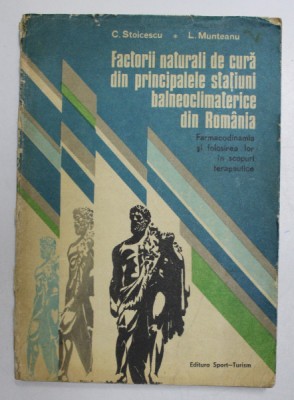 C. Stoicescu • L. Munteanu
Factorii naturali de cură
din principalele stațiuni
balneoclimaterice
din România
Farmacodinamia
și folosirea lor
în scopuri
terapeutice
Editura Sport-Turism